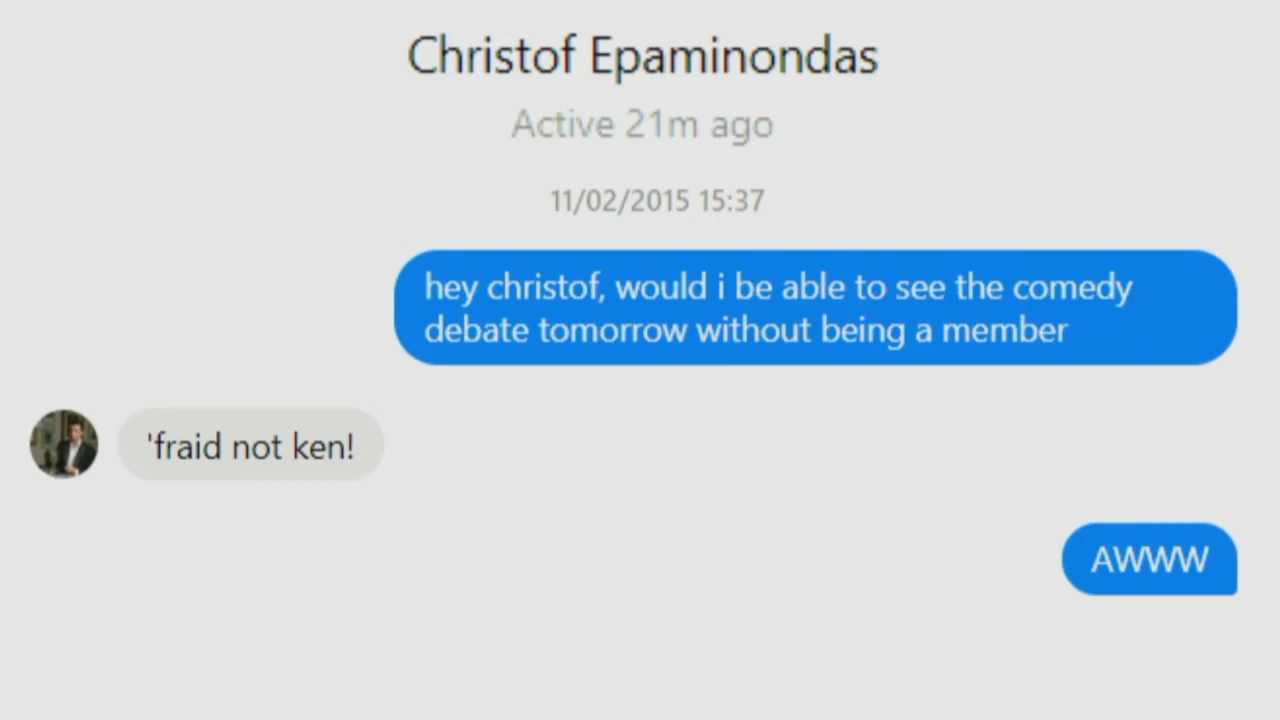 Christof Epaminondas
Active 21m ago
11/02/2015 15:37
hey christof, would i be able to see the comedy
debate tomorrow without being a member
'fraid not ken!
AWWW